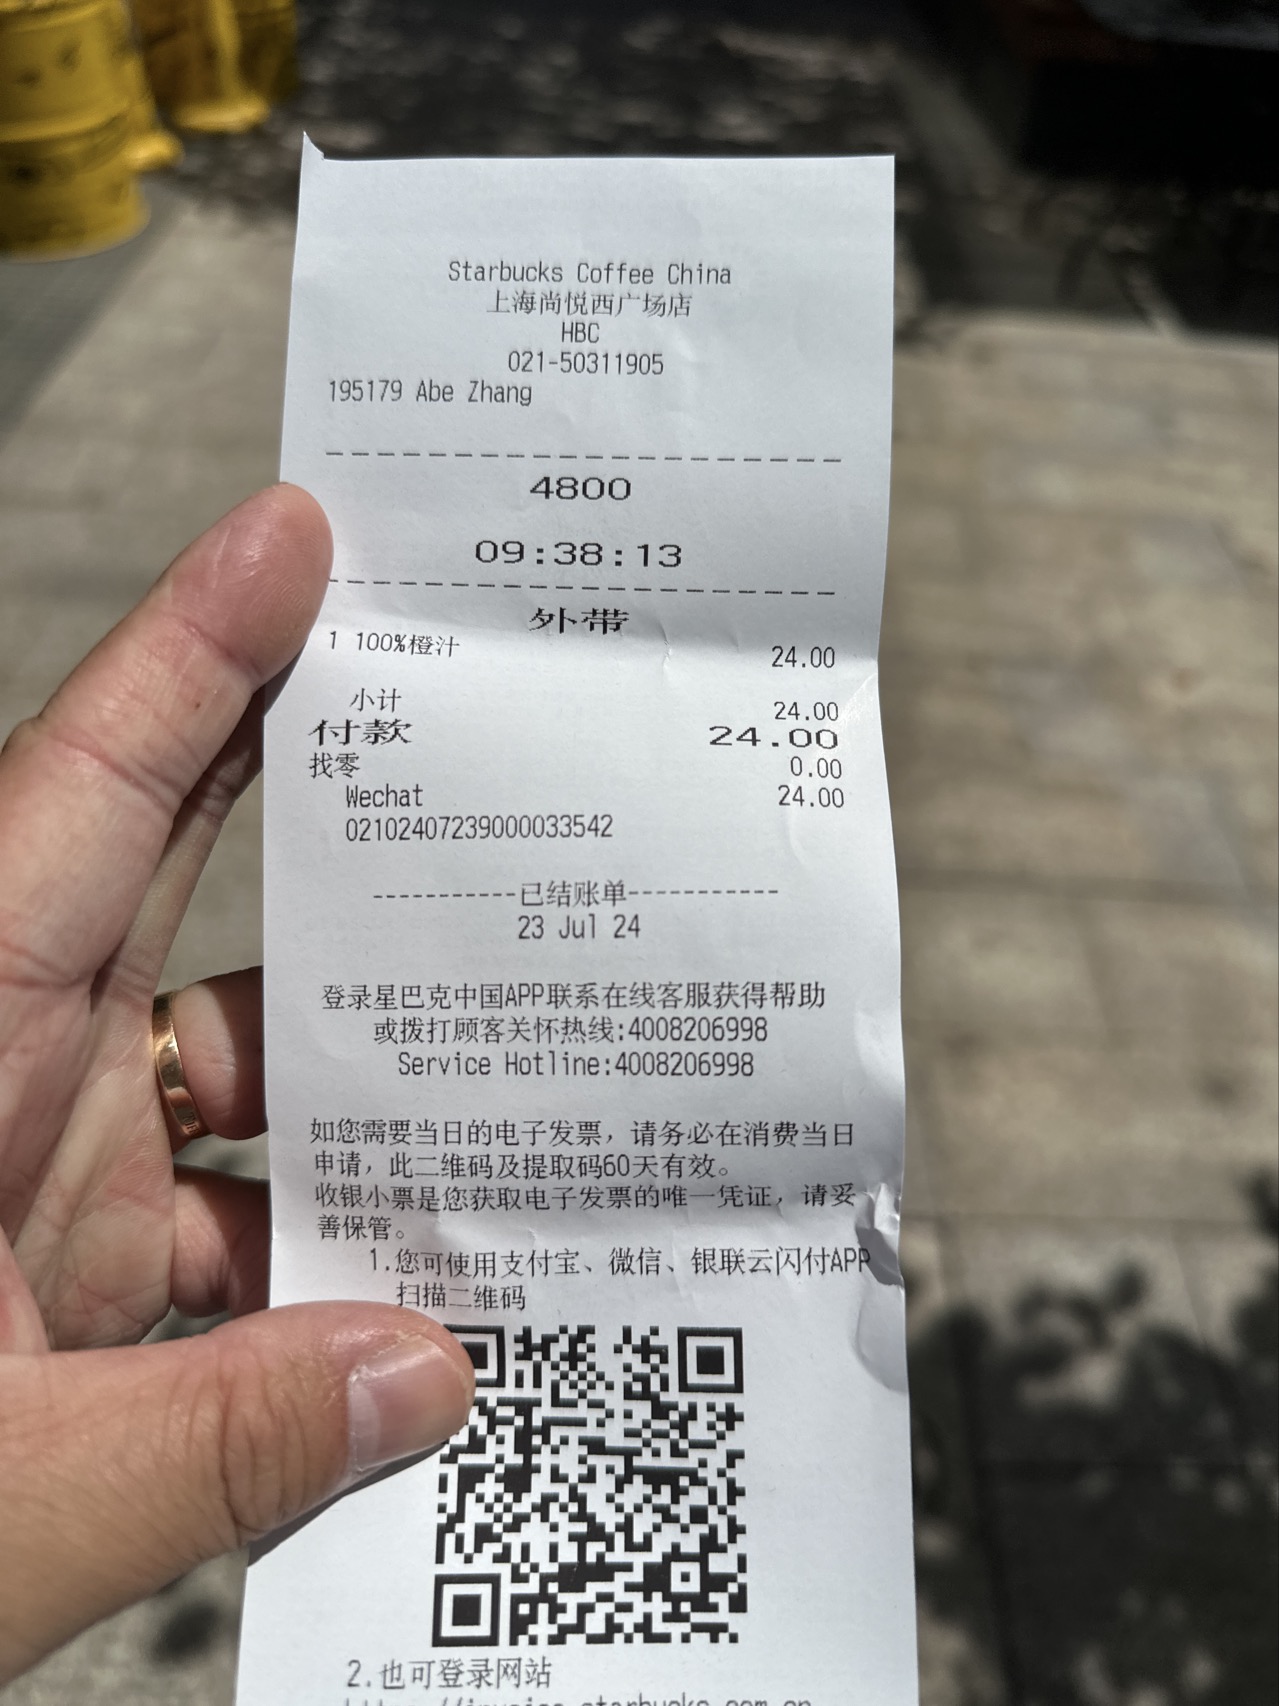 Starbucks Coffee China
上海尚悦西广场店
HBC
021-50311905
195179 Abe Zhang
--------------------
4800
09:38:13
--------------------
外带
1 100%橙汁 24.00
小计 24.00
付款 24.00
找零 0.00
Wechat 24.00
02102407239000033542
-----------已结账单-----------
23 Jul 24
登录星巴克中国APP联系在线客服获得帮助
或拨打顾客关怀热线:4008206998
Service Hotline:4008206998
如您需要当日的电子发票，请务必在消费当日
申请，此二维码及提取码60天有效。
收银小票是您获取电子发票的唯一凭证，请妥
善保管。
1.您可使用支付宝、微信、银联云闪付APP
扫描二维码
2.也可登录网站